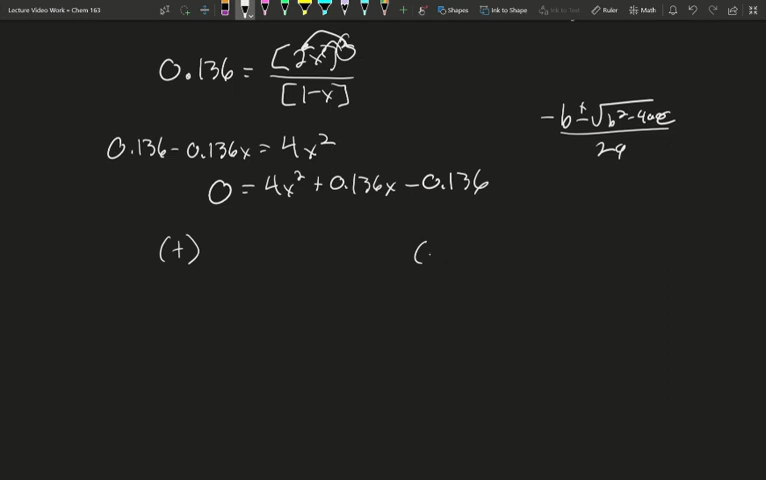 Lecture Video Work • Chem 163
Shapes Ink to Shape Ink to Text Ruler Math
0.136 = [2x]²
[1-x]
-b ± √b²-4ac
2a
0.136 - 0.136x = 4x²
0 = 4x² + 0.136x - 0.136
(+) (